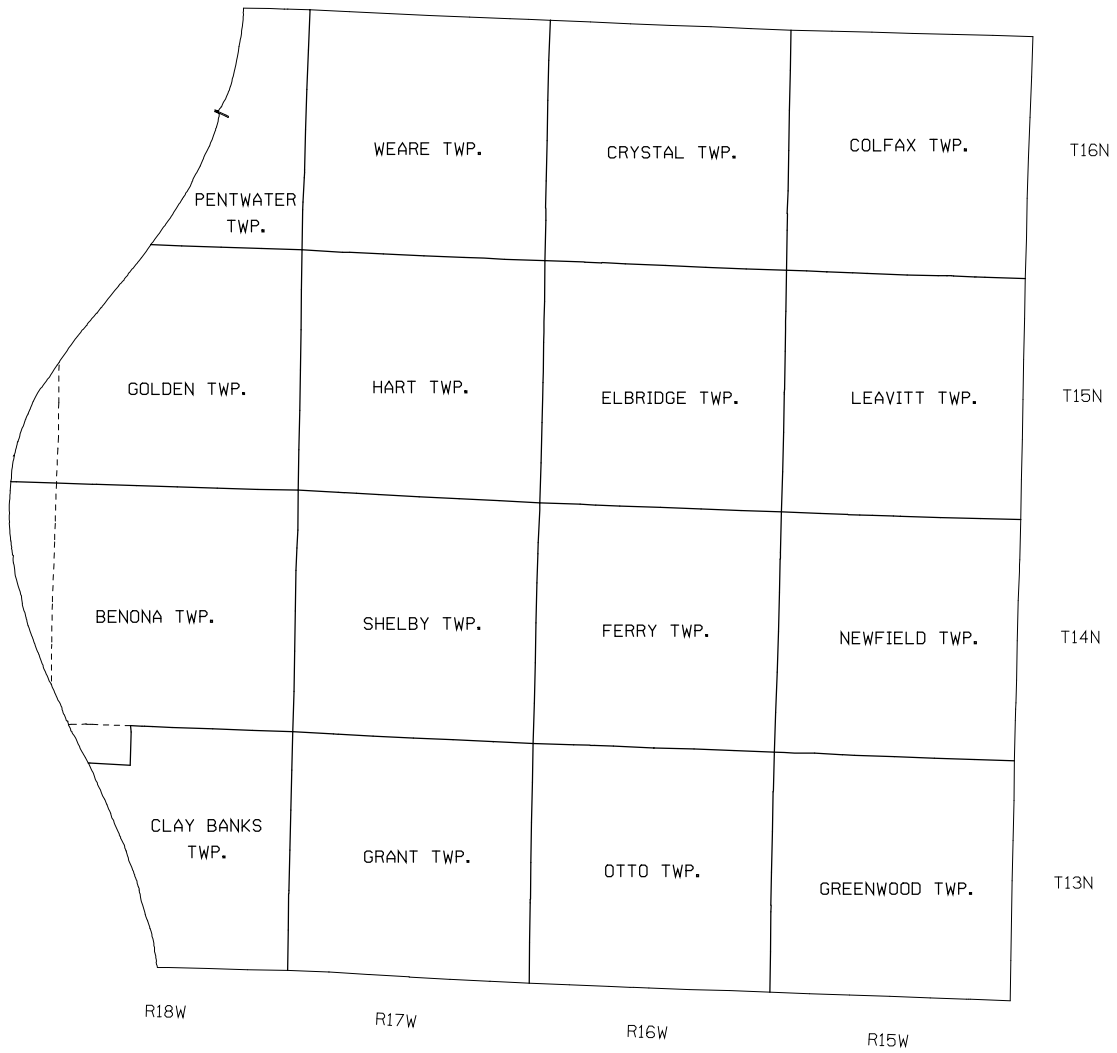 WEARE TWP.
CRYSTAL TWP.
COLFAX TWP.
T16N
PENTWATER
TWP.
GOLDEN TWP.
HART TWP.
ELBRIDGE TWP.
LEAVITT TWP.
T15N
BENONA TWP.
SHELBY TWP.
FERRY TWP.
NEWFIELD TWP.
T14N
CLAY BANKS
TWP.
GRANT TWP.
OTTO TWP.
GREENWOOD TWP.
T13N
R18W
R17W
R16W
R15W